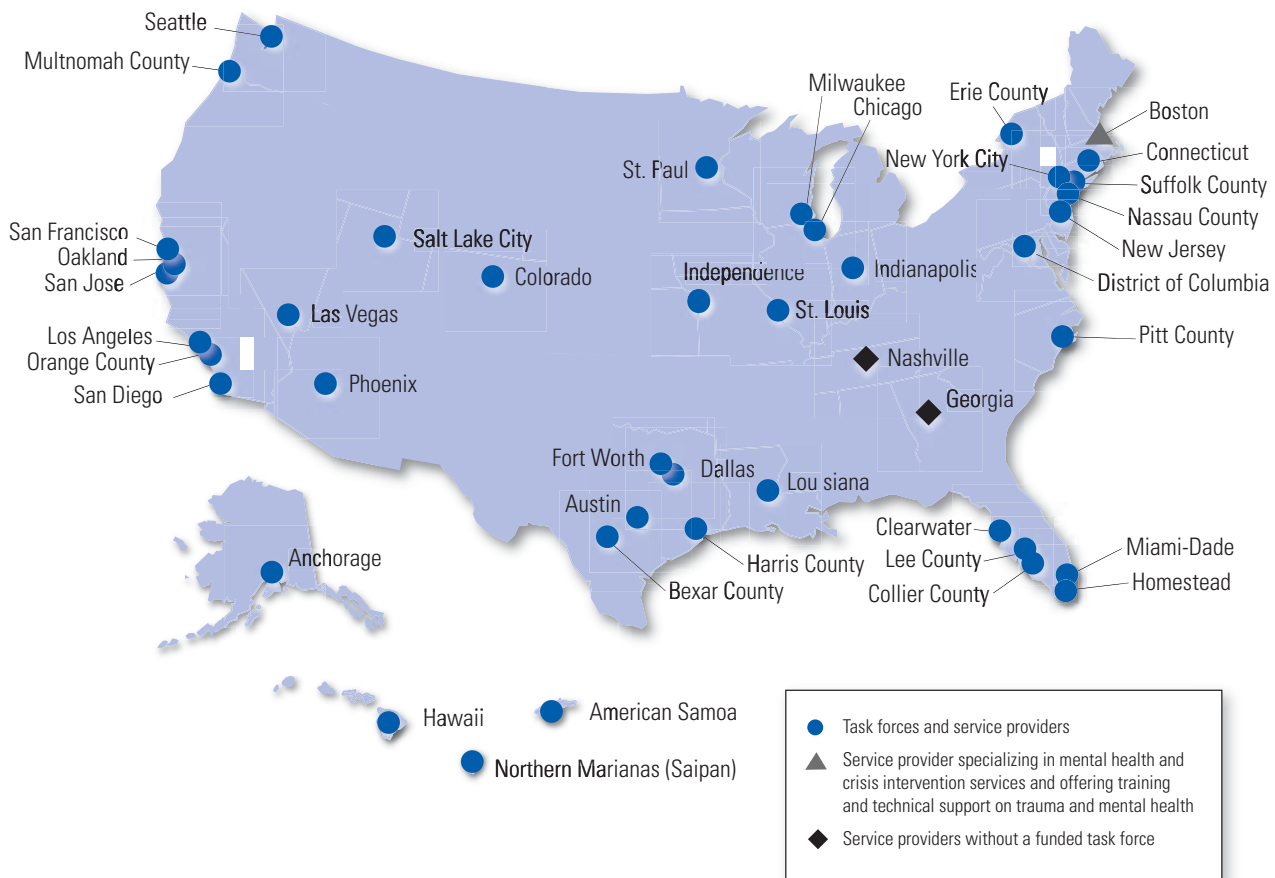 Seattle
Multnomah County
Milwaukee
Chicago
Erie County
Boston
New York City
Connecticut
St. Paul
Suffolk County
Nassau County
San Francisco
Oakland
San Jose
Salt Lake City
Colorado
Independence
Indianapolis
New Jersey
District of Columbia
Las Vegas
St. Louis
Los Angeles
Orange County
San Diego
Phoenix
Nashville
Pitt County
Georgia
Fort Worth
Dallas
Lou siana
Austin
Harris County
Bexar County
Clearwater
Lee County
Collier County
Miami-Dade
Homestead
Anchorage
Hawaii
American Samoa
Northern Marianas (Saipan)
Task forces and service providers
Service provider specializing in mental health and
crisis intervention services and offering training
and technical support on trauma and mental health
Service providers without a funded task force